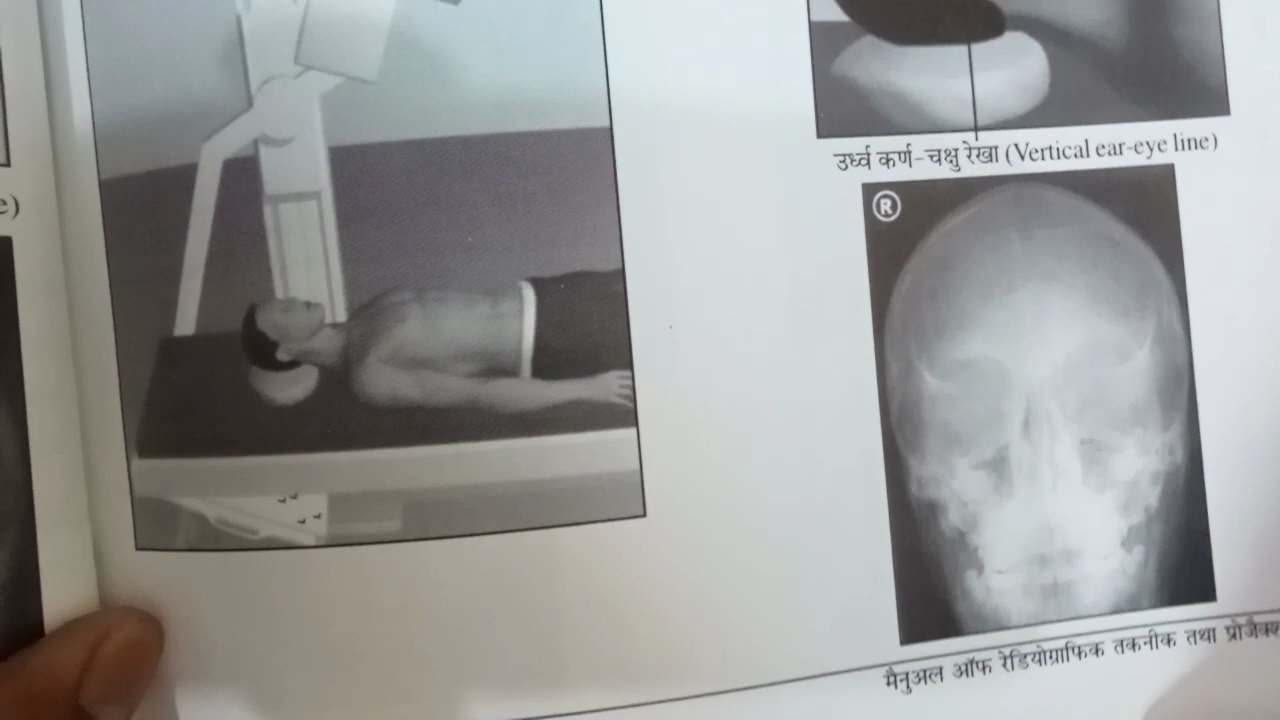 e)
उर्ध्व कर्ण-चक्षु रेखा (Vertical ear-eye line)
R
मैनुअल ऑफ रेडियोग्राफिक तकनीक तथा